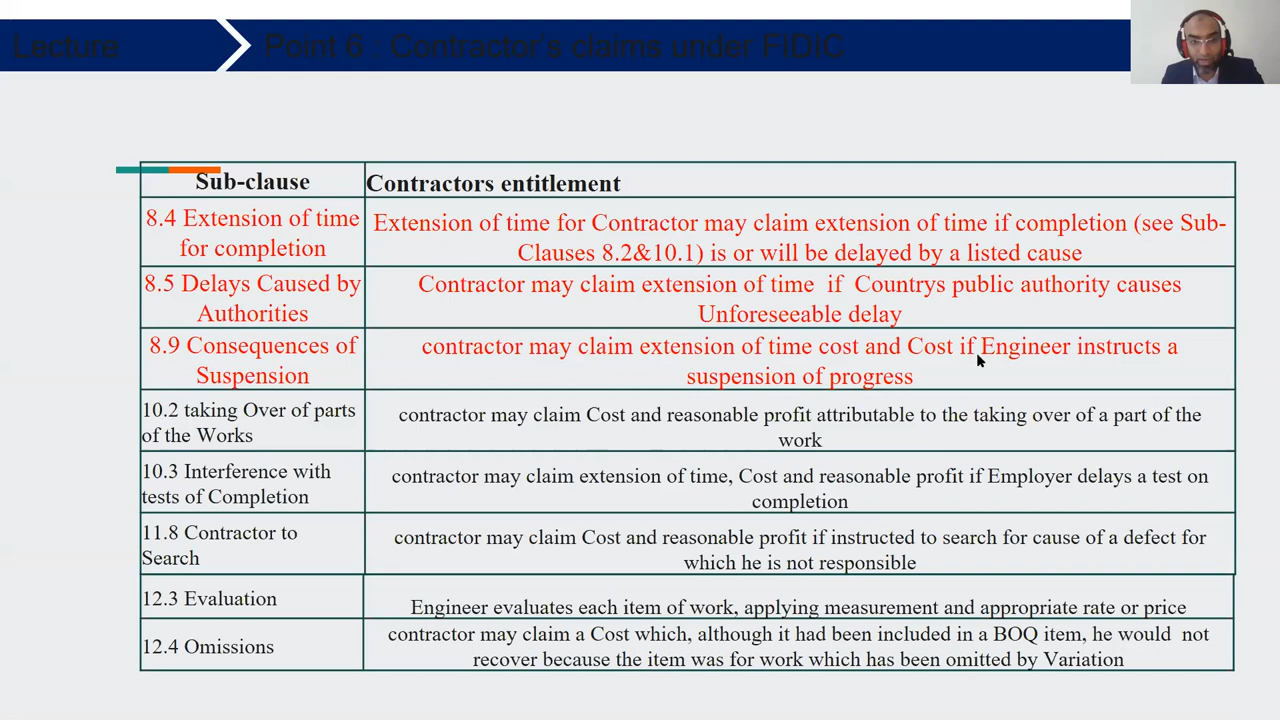 Lecture
Point 6 : Contractor's claims under FIDIC
Sub-clause
Contractors entitlement
8.4 Extension of time
for completion
Extension of time for Contractor may claim extension of time if completion (see Sub-
Clauses 8.2&10.1) is or will be delayed by a listed cause
8.5 Delays Caused by
Authorities
Contractor may claim extension of time if Countrys public authority causes
Unforeseeable delay
8.9 Consequences of
Suspension
contractor may claim extension of time cost and Cost if Engineer instructs a
suspension of progress
10.2 taking Over of parts
of the Works
contractor may claim Cost and reasonable profit attributable to the taking over of a part of the
work
10.3 Interference with
tests of Completion
contractor may claim extension of time, Cost and reasonable profit if Employer delays a test on
completion
11.8 Contractor to
Search
contractor may claim Cost and reasonable profit if instructed to search for cause of a defect for
which he is not responsible
12.3 Evaluation
Engineer evaluates each item of work, applying measurement and appropriate rate or price
12.4 Omissions
contractor may claim a Cost which, although it had been included in a BOQ item, he would not
recover because the item was for work which has been omitted by Variation